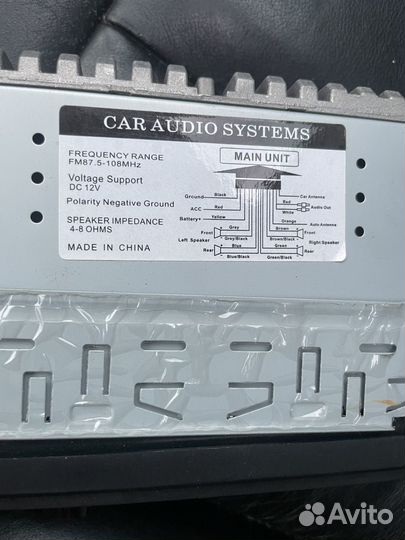 CAR AUDIO SYSTEMS
FREQUENCY RANGE
FM87.5-108MHz
Voltage Support
DC 12V
Polarity Negative Ground
SPEAKER IMPEDANCE
4-8 OHMS
MADE IN CHINA
MAIN UNIT
Ground Black Car Antenna
ACC Red Red Audio Out
White
Battery+ Yellow Orange Auto Antenna
Front Grey Brown Front
Left Speaker Grey/Black Brown/Black Right Speaker
Rear Blue Green Rear
Blue/Black Green/Black
Avito